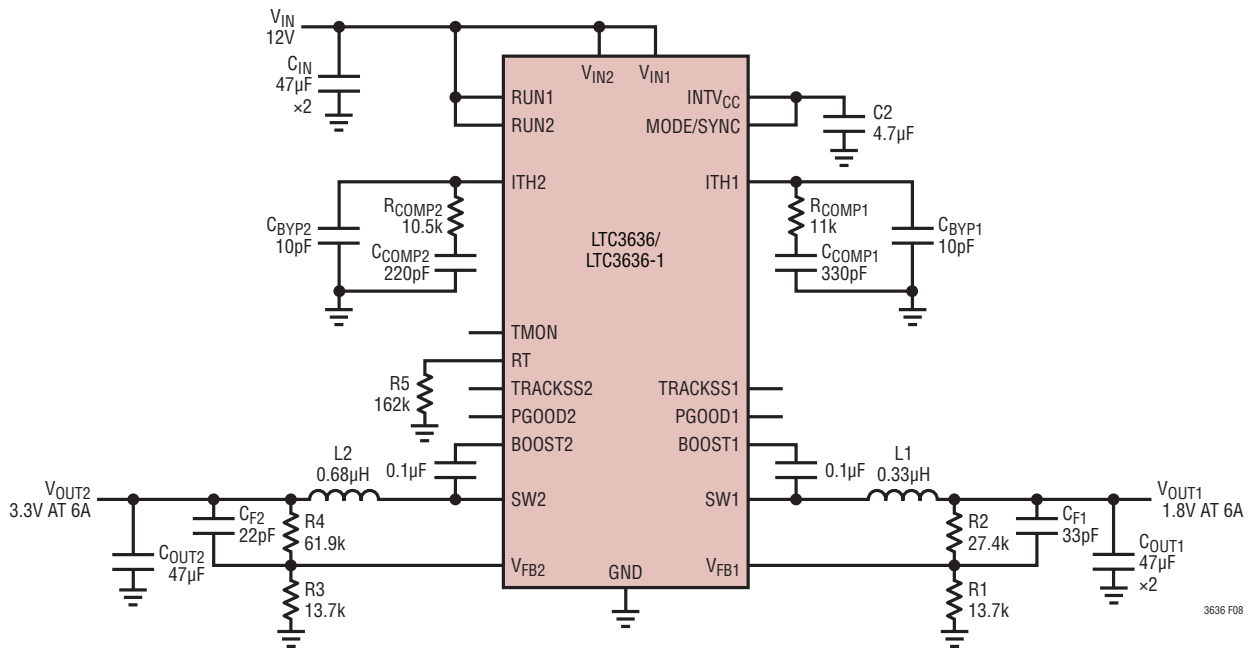 VIN
12V
CIN
47µF
×2
VIN2
VIN1
RUN1
RUN2
INTVCC
MODE/SYNC
C2
4.7µF
ITH2
ITH1
CBYP2
10pF
RCOMP2
10.5k
CCOMP2
220pF
LTC3636/
LTC3636-1
RCOMP1
11k
CCOMP1
330pF
CBYP1
10pF
TMON
RT
R5
162k
TRACKSS2
TRACKSS1
PGOOD2
PGOOD1
BOOST2
BOOST1
L2
0.68µH
0.1µF
0.1µF
L1
0.33µH
SW2
SW1
VOUT2
3.3V AT 6A
VOUT1
1.8V AT 6A
CF2
22pF
R4
61.9k
R2
27.4k
CF1
33pF
COUT2
47µF
COUT1
47µF
×2
VFB2
GND
VFB1
R3
13.7k
R1
13.7k
3636 F08